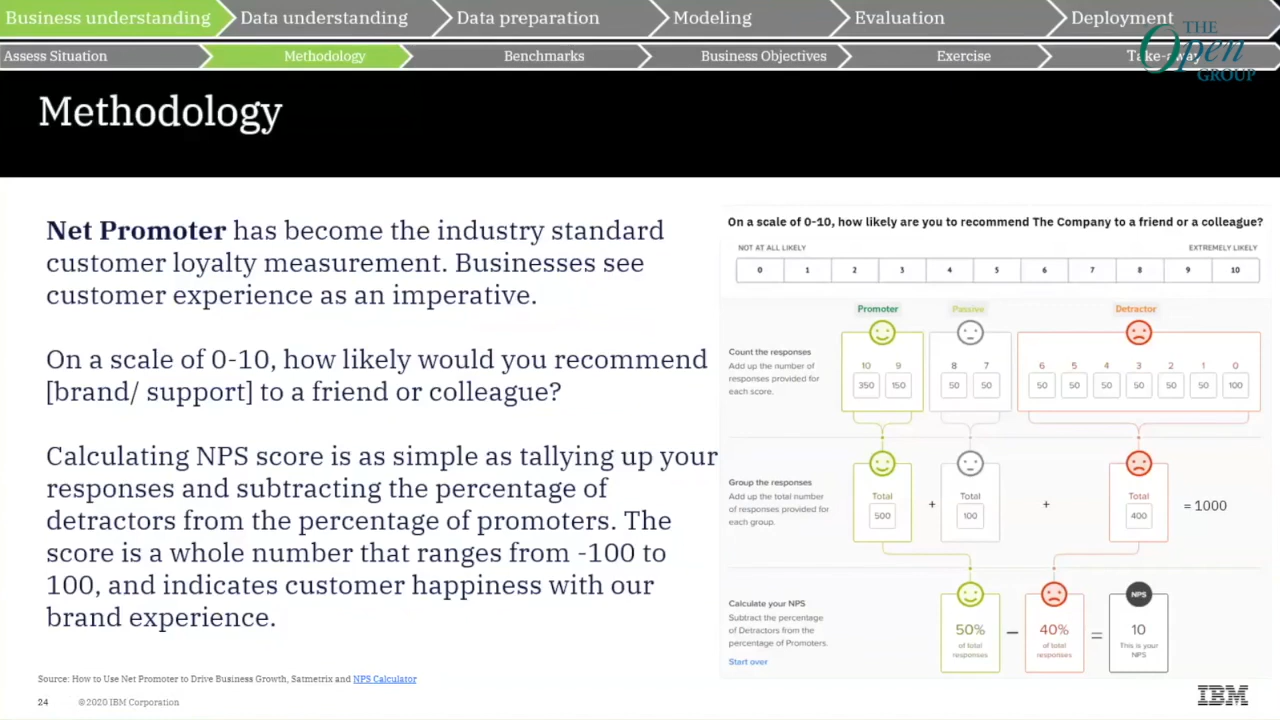 Business understanding
Data understanding
Data preparation
Modeling
Evaluation
Deployment
THE
Open
GROUP
Assess Situation
Methodology
Benchmarks
Business Objectives
Exercise
Take-away
Methodology
Net Promoter has become the industry standard
customer loyalty measurement. Businesses see
customer experience as an imperative.
On a scale of 0-10, how likely would you recommend
[brand/ support] to a friend or colleague?
Calculating NPS score is as simple as tallying up your
responses and subtracting the percentage of
detractors from the percentage of promoters. The
score is a whole number that ranges from -100 to
100, and indicates customer happiness with our
brand experience.
On a scale of 0-10, how likely are you to recommend The Company to a friend or a colleague?
NOT AT ALL LIKELY EXTREMELY LIKELY
0 1 2 3 4 5 6 7 8 9 10
Promoter Passive Detractor
Count the responses
Add up the number of
responses provided for
each score.
10 9 8 7 6 5 4 3 2 1 0
350 150 50 50 50 50 50 50 50 50 100
Group the responses
Add up the total number
of responses provided for
each group.
Total Total Total
500 + 100 + 400 = 1000
Calculate your NPS
Subtract the percentage
of Detractors from the
percentage of Promoters.
Start over
50%
of total
responses
−
40%
of total
responses
=
NPS
10
This is your
NPS
Source: How to Use Net Promoter to Drive Business Growth, Satmetrix and NPS Calculator
24 © 2020 IBM Corporation
IBM